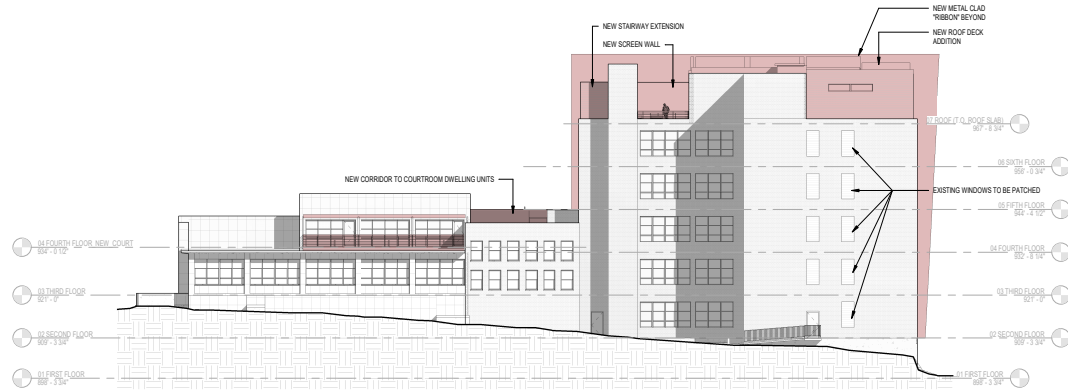 NEW METAL CLAD
"RIBBON" BEYOND
NEW STAIRWAY EXTENSION
NEW ROOF DECK
ADDITION
NEW SCREEN WALL
07 ROOF (T.O. ROOF SLAB)
967' - 8 3/4"
06 SIXTH FLOOR
956' - 0 3/4"
NEW CORRIDOR TO COURTROOM DWELLING UNITS
EXISTING WINDOWS TO BE PATCHED
05 FIFTH FLOOR
944' - 4 1/2"
04 FOURTH FLOOR_NEW_COURT
934' - 0 1/2"
04 FOURTH FLOOR
932' - 8 1/4"
03 THIRD FLOOR
921' - 0"
03 THIRD FLOOR
921' - 0"
02 SECOND FLOOR
909' - 3 3/4"
02 SECOND FLOOR
909' - 3 3/4"
01 FIRST FLOOR
898' - 3 3/4"
01 FIRST FLOOR
898' - 3 3/4"